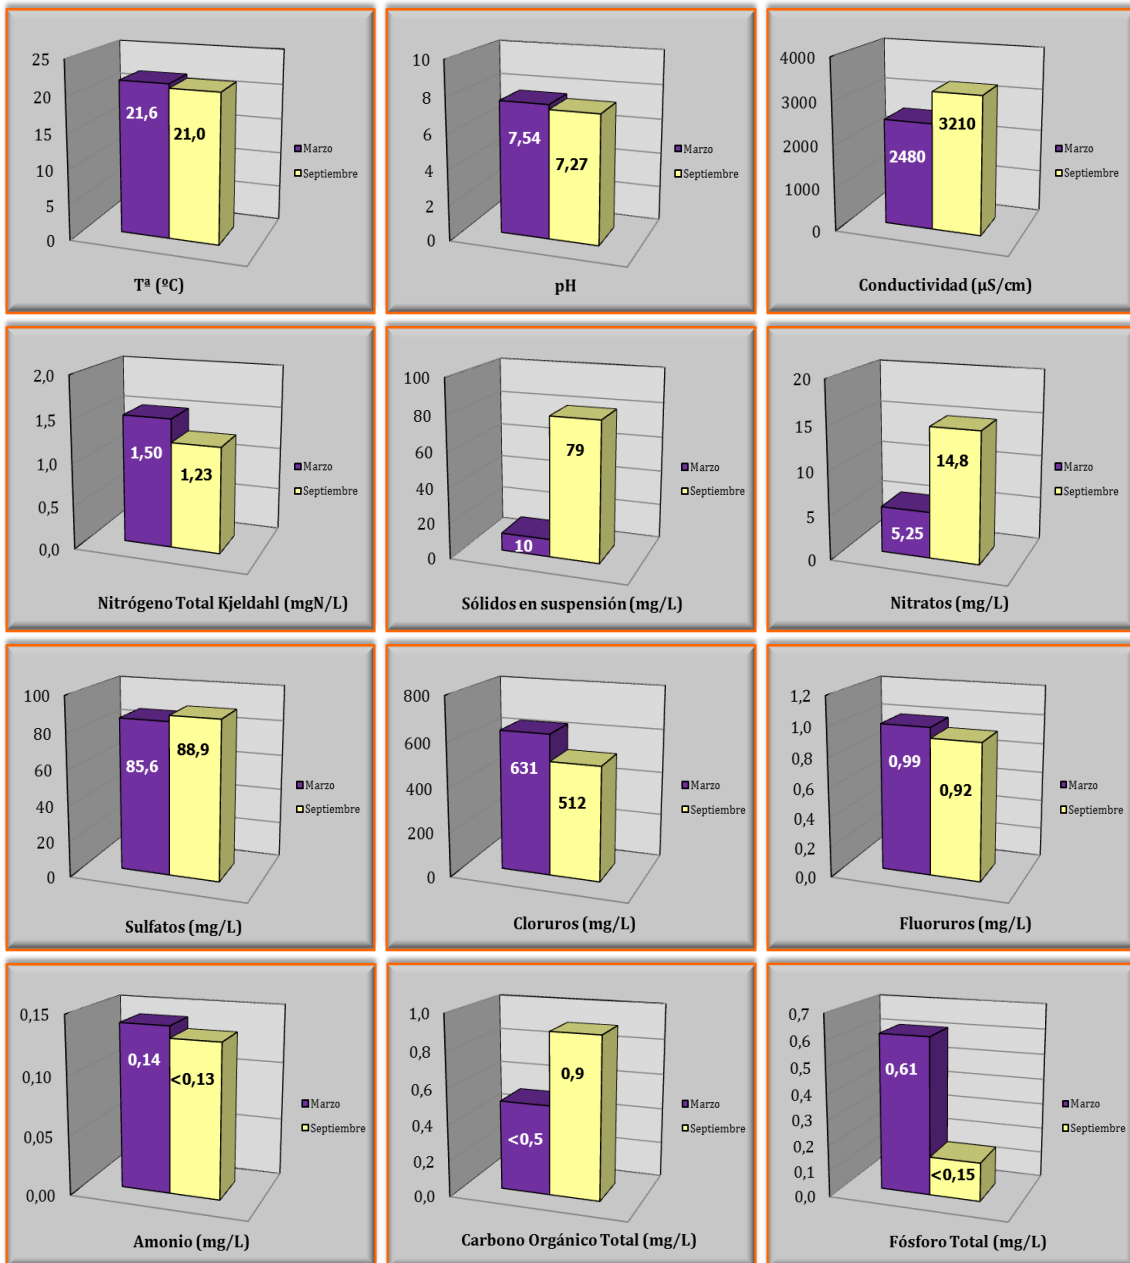 25
20
15
10
5
0
21,6
21,0
Marzo
Septiembre
Tª (ºC)
10
8
6
4
2
0
7,54
7,27
Marzo
Septiembre
pH
4000
3000
2000
1000
0
2480
3210
Marzo
Septiembre
Conductividad (µS/cm)
2,0
1,5
1,0
0,5
0,0
1,50
1,23
Marzo
Septiembre
Nitrógeno Total Kjeldahl (mgN/L)
100
80
60
40
20
0
10
79
Marzo
Septiembre
Sólidos en suspensión (mg/L)
20
15
10
5
0
5,25
14,8
Marzo
Septiembre
Nitratos (mg/L)
100
80
60
40
20
0
85,6
88,9
Marzo
Septiembre
Sulfatos (mg/L)
800
600
400
200
0
631
512
Marzo
Septiembre
Cloruros (mg/L)
1,2
1,0
0,8
0,6
0,4
0,2
0,0
0,99
0,92
Marzo
Septiembre
Fluoruros (mg/L)
0,15
0,10
0,05
0,00
0,14
<0,13
Marzo
Septiembre
Amonio (mg/L)
1,0
0,8
0,6
0,4
0,2
0,0
<0,5
0,9
Marzo
Septiembre
Carbono Orgánico Total (mg/L)
0,7
0,6
0,5
0,4
0,3
0,2
0,1
0,0
0,61
<0,15
Marzo
Septiembre
Fósforo Total (mg/L)